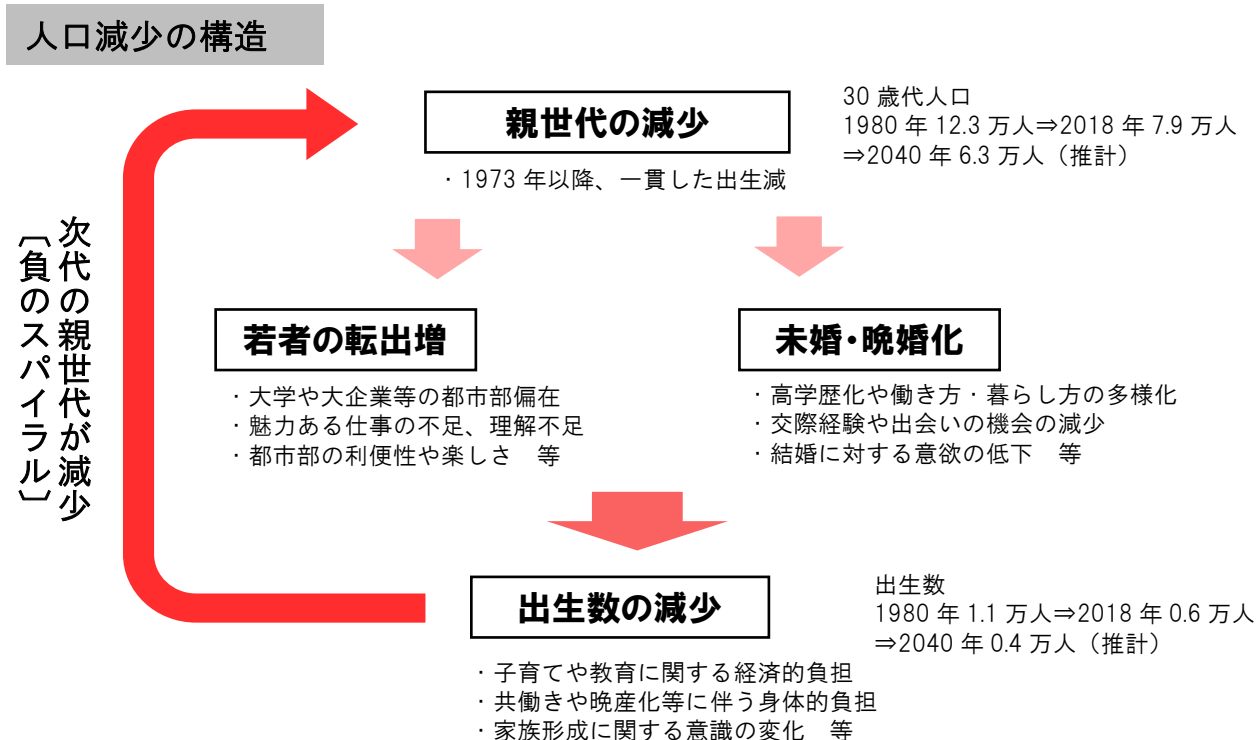 人口減少の構造
親世代の減少
・1973 年以降、一貫した出生減
30 歳代人口
1980 年 12.3 万人⇒2018 年 7.9 万人
⇒2040 年 6.3 万人（推計）
次代の親世代が減少
〔負のスパイラル〕
若者の転出増
・大学や大企業等の都市部偏在
・魅力ある仕事の不足、理解不足
・都市部の利便性や楽しさ　等
未婚・晩婚化
・高学歴化や働き方・暮らし方の多様化
・交際経験や出会いの機会の減少
・結婚に対する意欲の低下　等
出生数の減少
・子育てや教育に関する経済的負担
・共働きや晩産化等に伴う身体的負担
・家族形成に関する意識の変化　等
出生数
1980 年 1.1 万人⇒2018 年 0.6 万人
⇒2040 年 0.4 万人（推計）